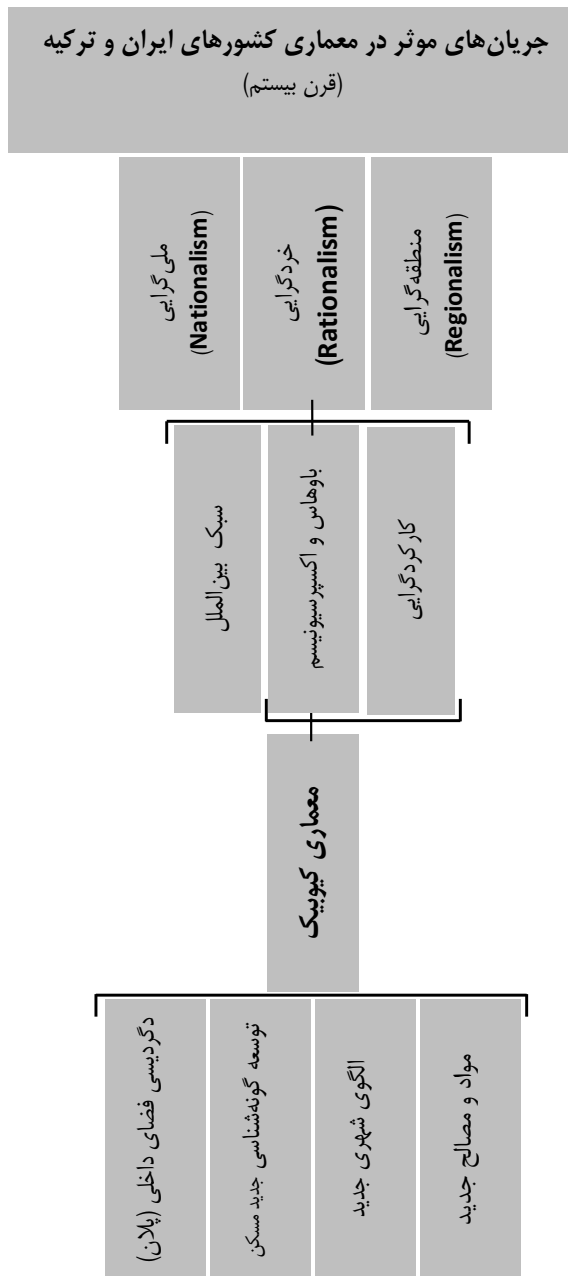 جریان‌های موثر در معماری کشورهای ایران و ترکیه
(قرن بیستم)
منطقه‌گرایی
(Regionalism)
خردگرایی
(Rationalism)
ملی‌گرایی
(Nationalism)
کارکردگرایی
باوهاس و اکسپرسیونیسم
سبک بین‌الملل
معماری کیوبیک
مواد و مصالح جدید
الگوی شهری جدید
توسعه گونه‌شناسی جدید مسکن
دگردیسی فضای داخلی (پلان)